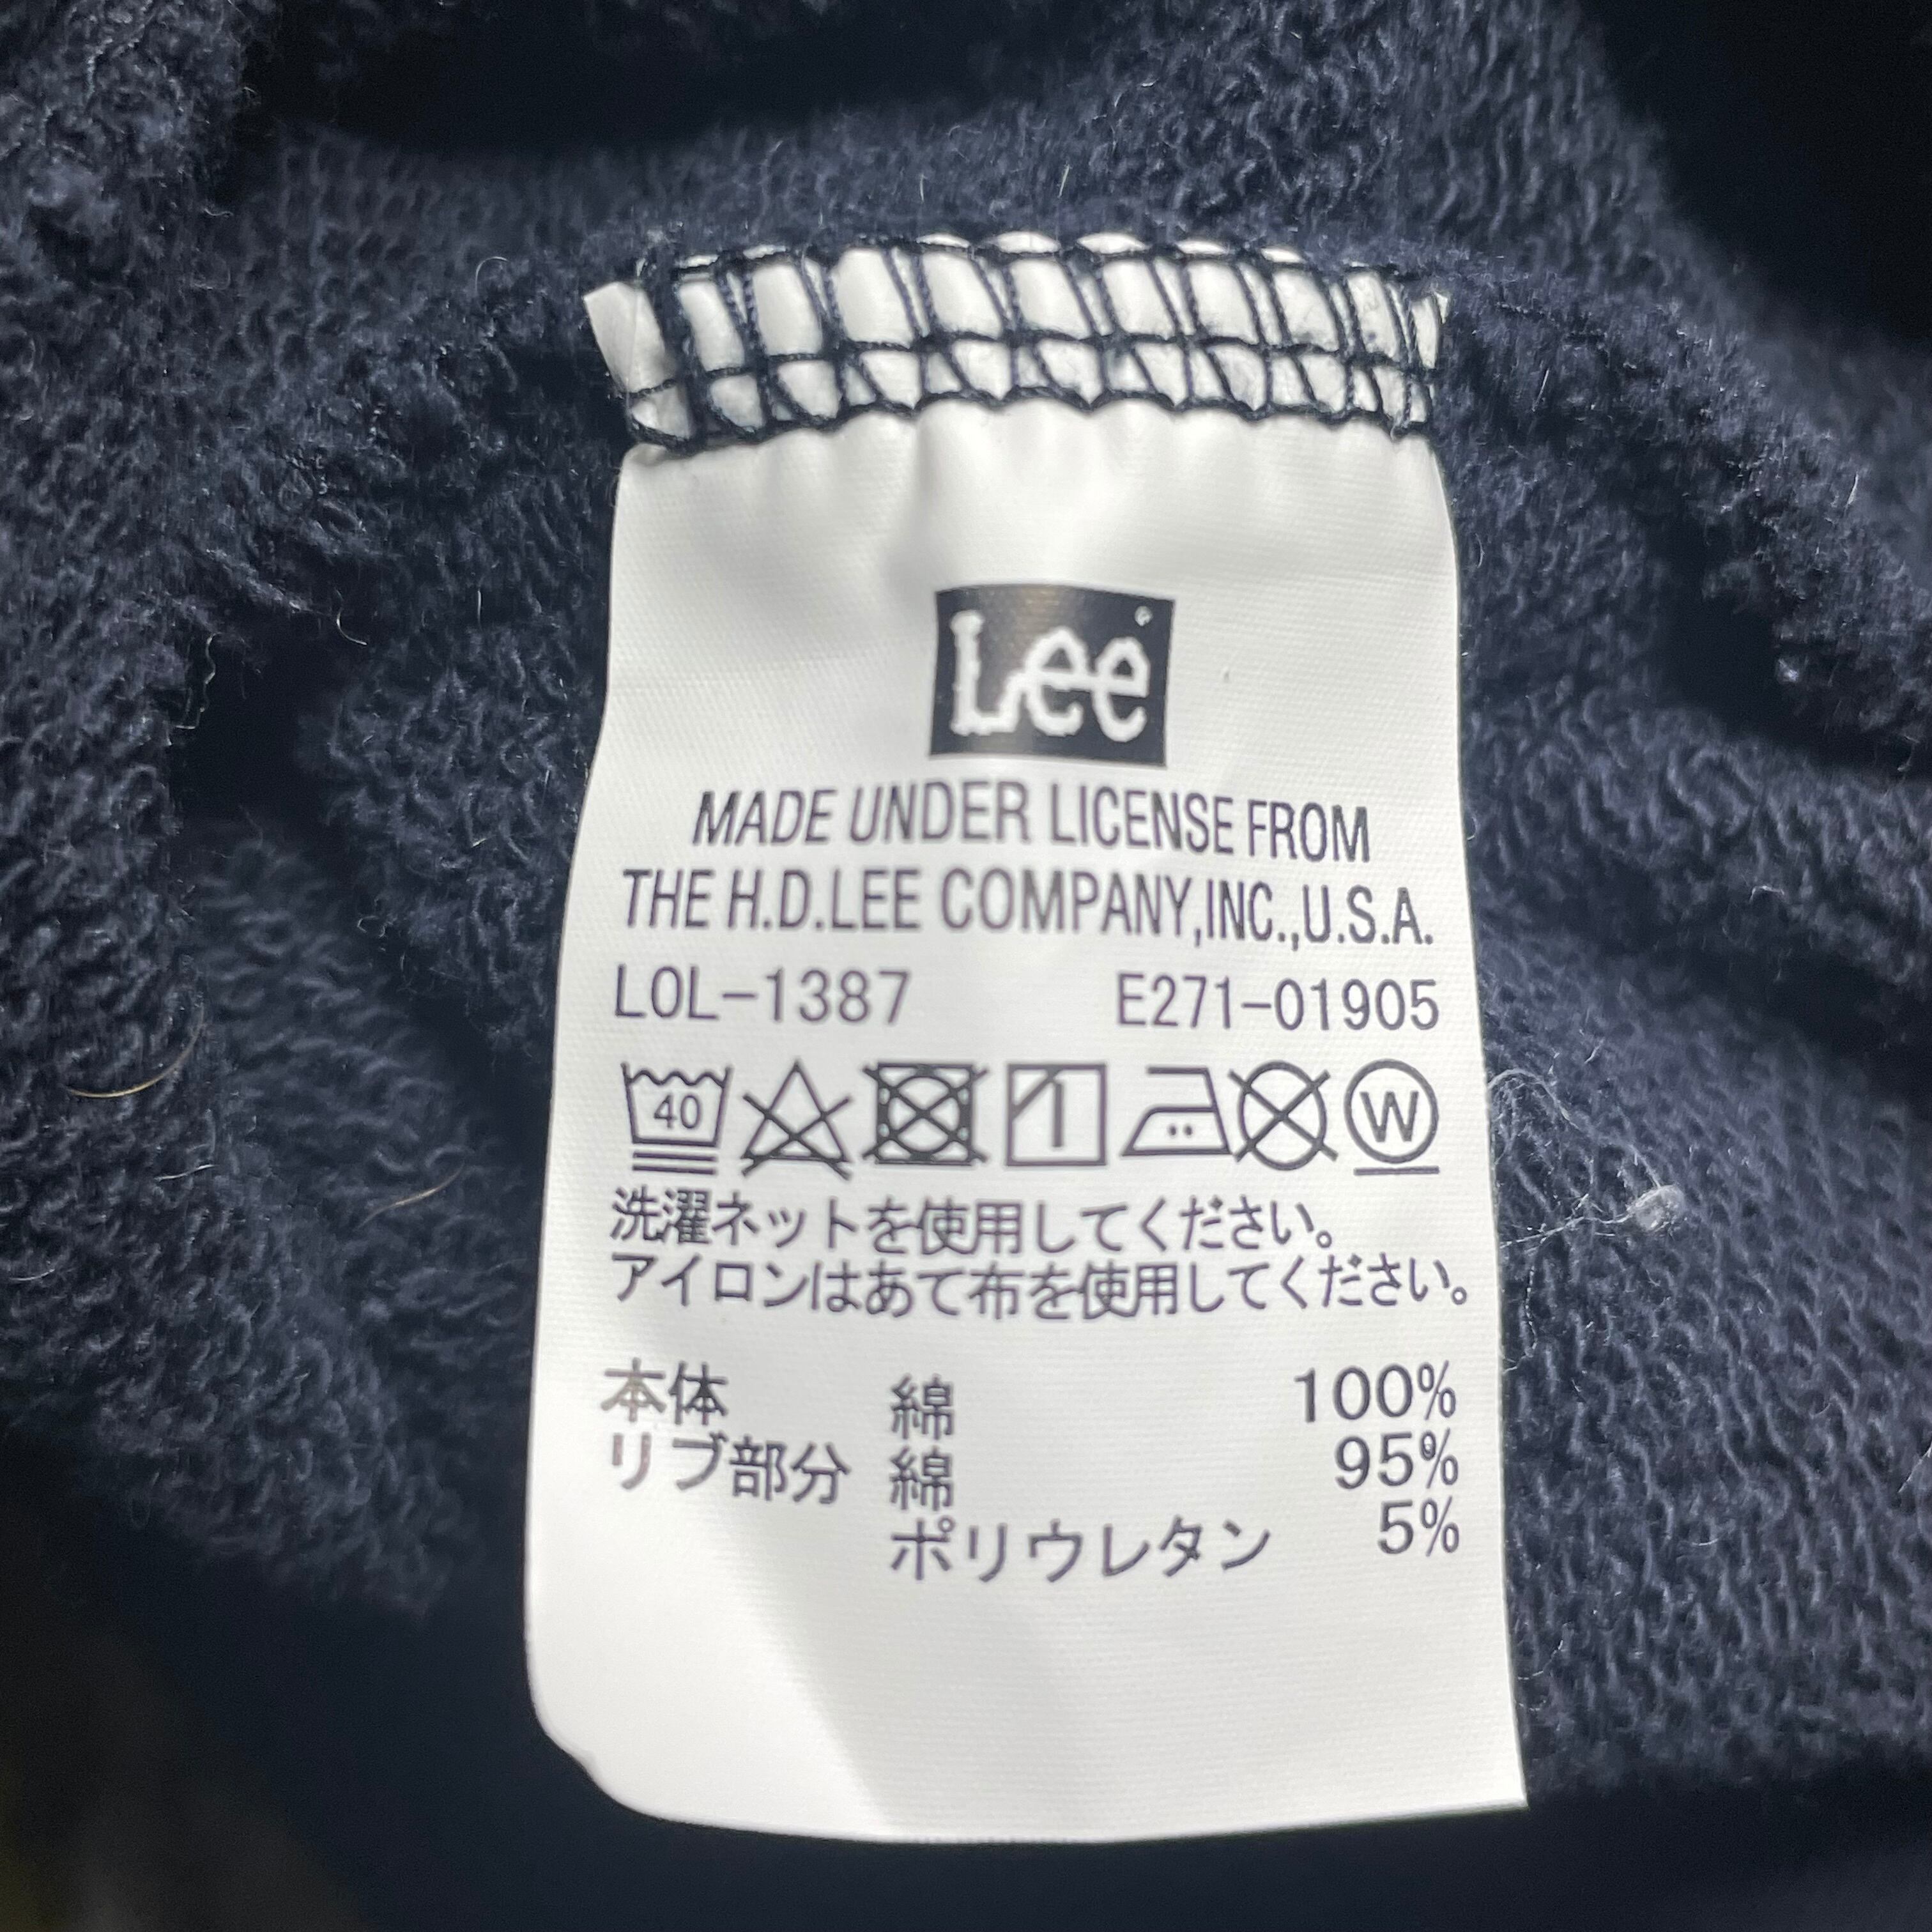 Lee
MADE UNDER LICENSE FROM
THE H.D.LEE COMPANY,INC.,U.S.A.
LOL-1387 E271-01905
40 W
洗濯ネットを使用してください。
アイロンはあて布を使用してください。
本体 綿 100%
リブ部分 綿 95%
ポリウレタン 5%